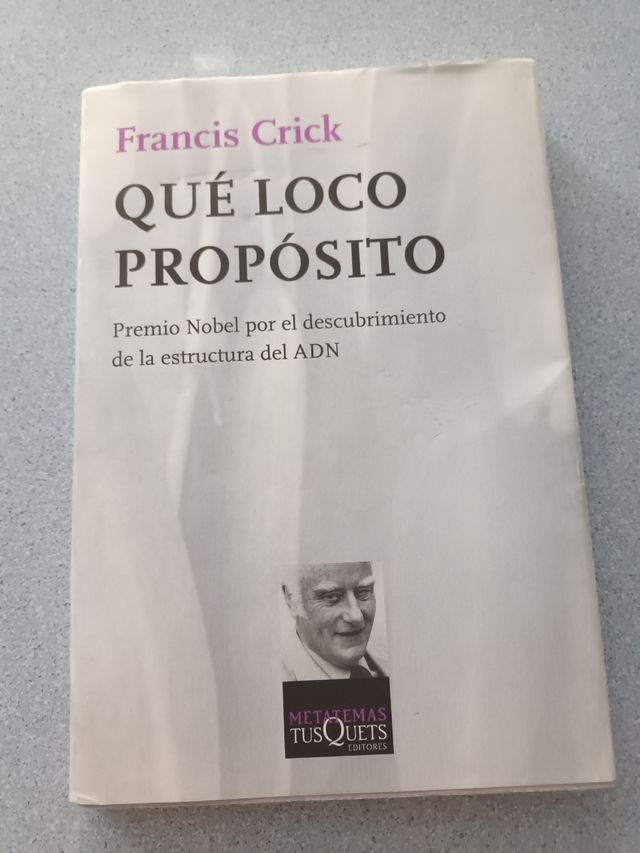 Francis Crick
QUÉ LOCO
PROPÓSITO
Premio Nobel por el descubrimiento
de la estructura del ADN
METATEMAS
TUSQUETS
EDITORES